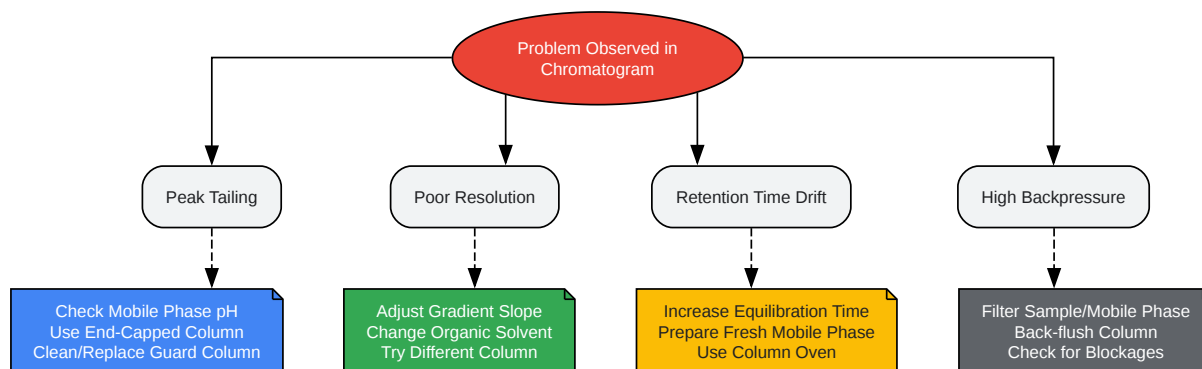 Problem Observed in
Chromatogram
Peak Tailing
Poor Resolution
Retention Time Drift
High Backpressure
Check Mobile Phase pH
Use End-Capped Column
Clean/Replace Guard Column
Adjust Gradient Slope
Change Organic Solvent
Try Different Column
Increase Equilibration Time
Prepare Fresh Mobile Phase
Use Column Oven
Filter Sample/Mobile Phase
Back-flush Column
Check for Blockages